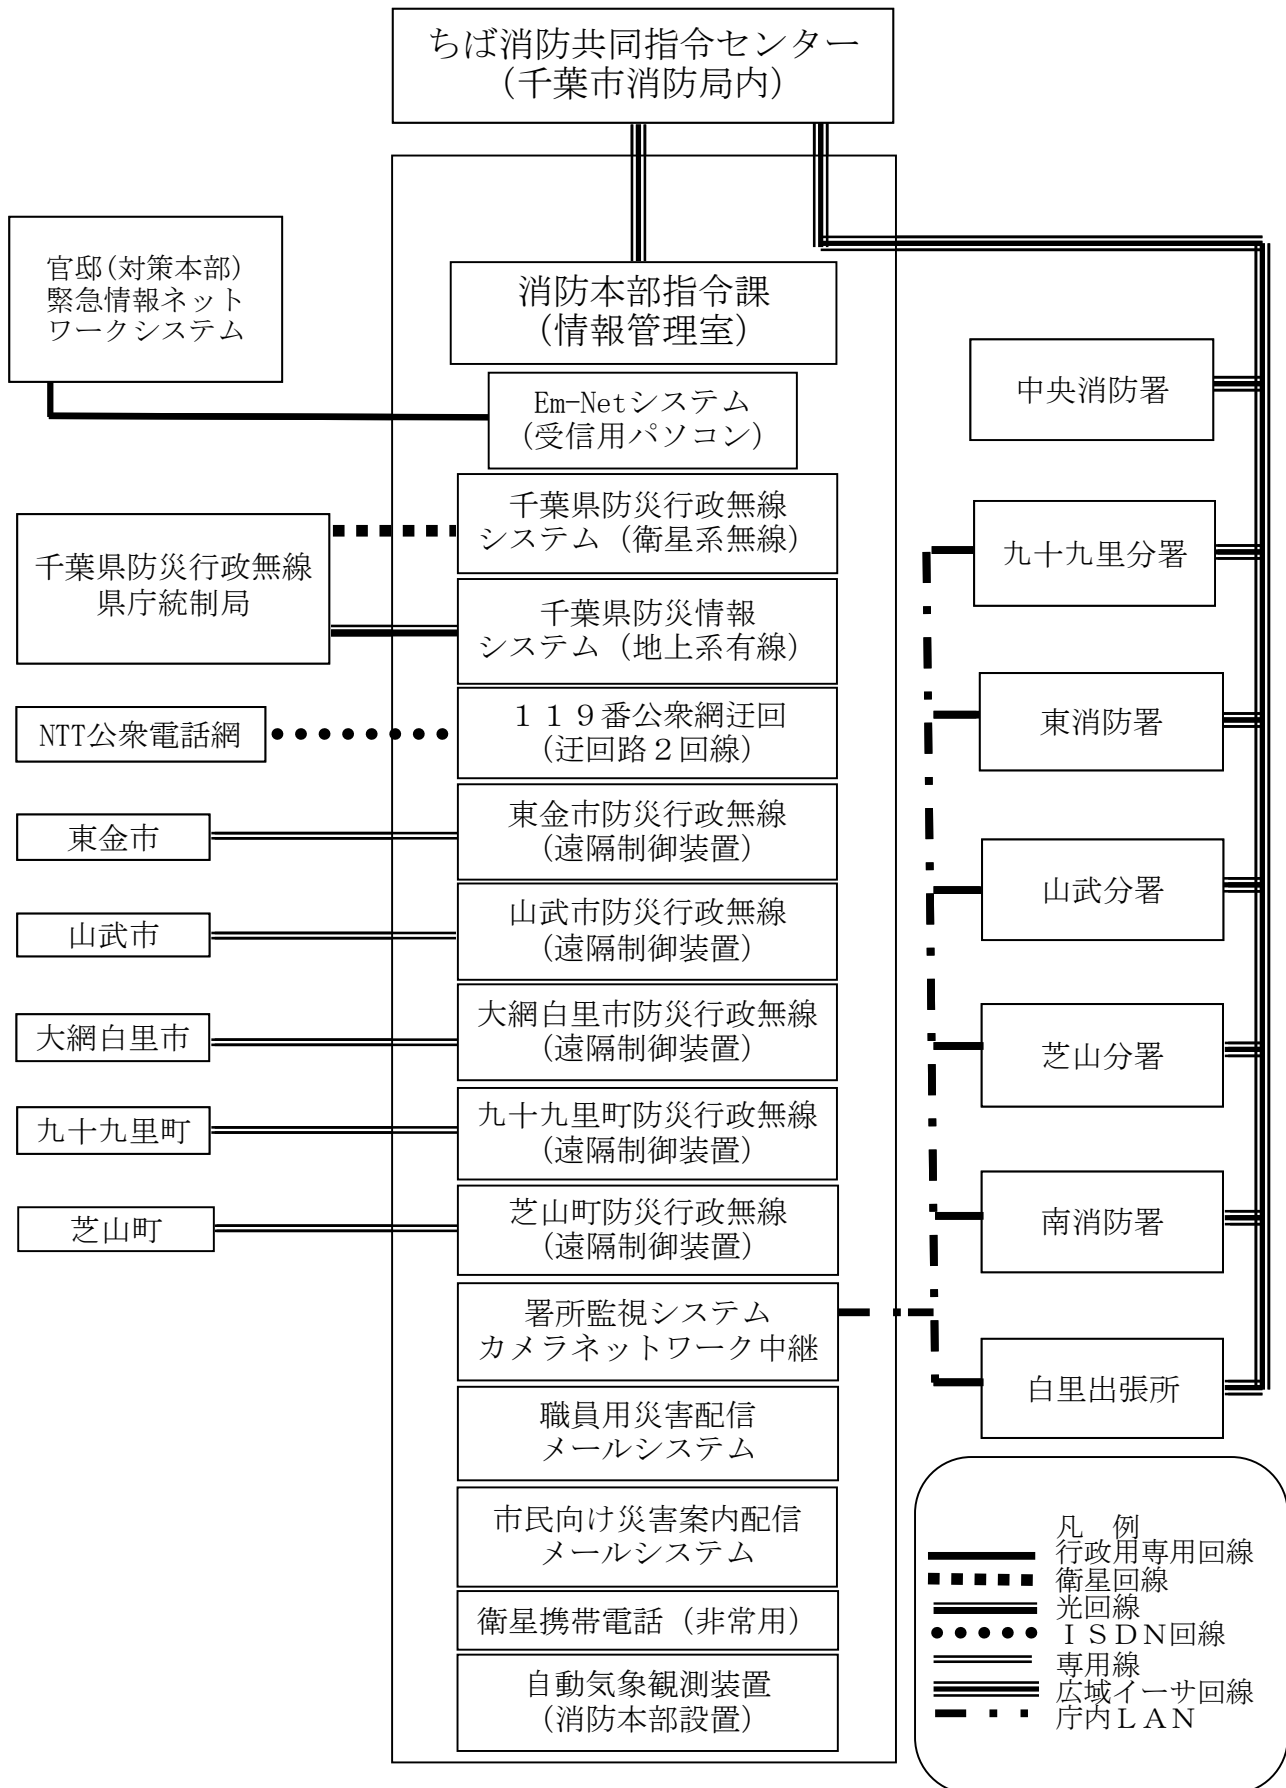 ちば消防共同指令センター
（千葉市消防局内）
官邸(対策本部)
緊急情報ネット
ワークシステム
消防本部指令課
（情報管理室）
Em-Netシステム
(受信用パソコン)
千葉県防災行政無線
県庁統制局
千葉県防災行政無線
システム（衛星系無線）
千葉県防災情報
システム（地上系有線）
NTT公衆電話網
１１９番公衆網迂回
（迂回路２回線）
東金市
東金市防災行政無線
（遠隔制御装置）
山武市
山武市防災行政無線
（遠隔制御装置）
大網白里市
大網白里市防災行政無線
（遠隔制御装置）
九十九里町
九十九里町防災行政無線
（遠隔制御装置）
芝山町
芝山町防災行政無線
（遠隔制御装置）
署所監視システム
カメラネットワーク中継
職員用災害配信
メールシステム
市民向け災害案内配信
メールシステム
衛星携帯電話（非常用）
自動気象観測装置
（消防本部設置）
中央消防署
九十九里分署
東消防署
山武分署
芝山分署
南消防署
白里出張所
凡　例
行政用専用回線
衛星回線
光回線
ＩＳＤＮ回線
専用線
広域イーサ回線
庁内ＬＡＮ